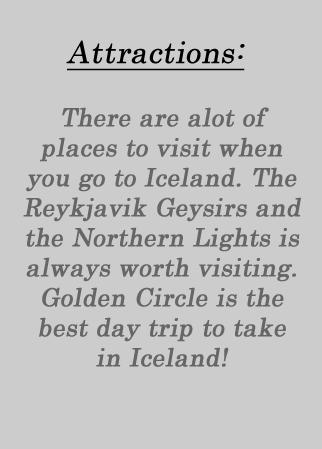 Attractions:
There are alot of
places to visit when
you go to Iceland. The
Reykjavik Geysirs and
the Northern Lights is
always worth visiting.
Golden Circle is the
best day trip to take
in Iceland!